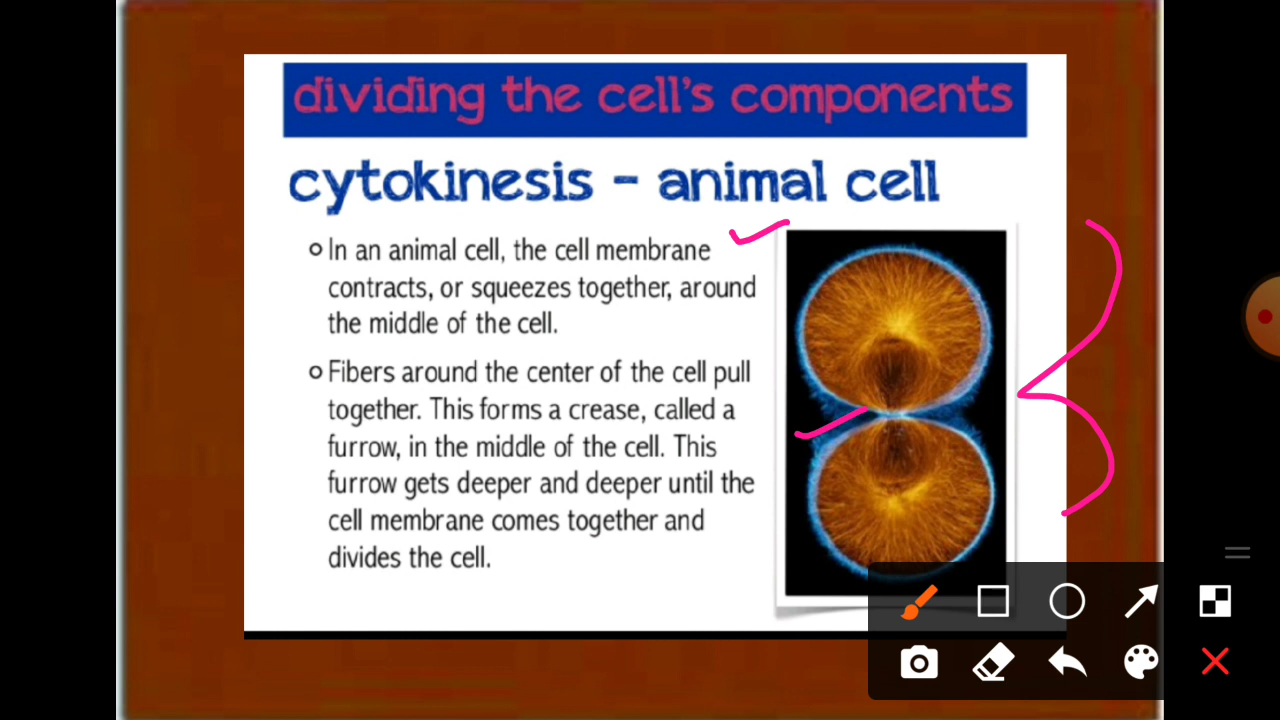 dividing the cell's components
cytokinesis - animal cell
In an animal cell, the cell membrane
contracts, or squeezes together, around
the middle of the cell.
Fibers around the center of the cell pull
together. This forms a crease, called a
furrow, in the middle of the cell. This
furrow gets deeper and deeper until the
cell membrane comes together and
divides the cell.